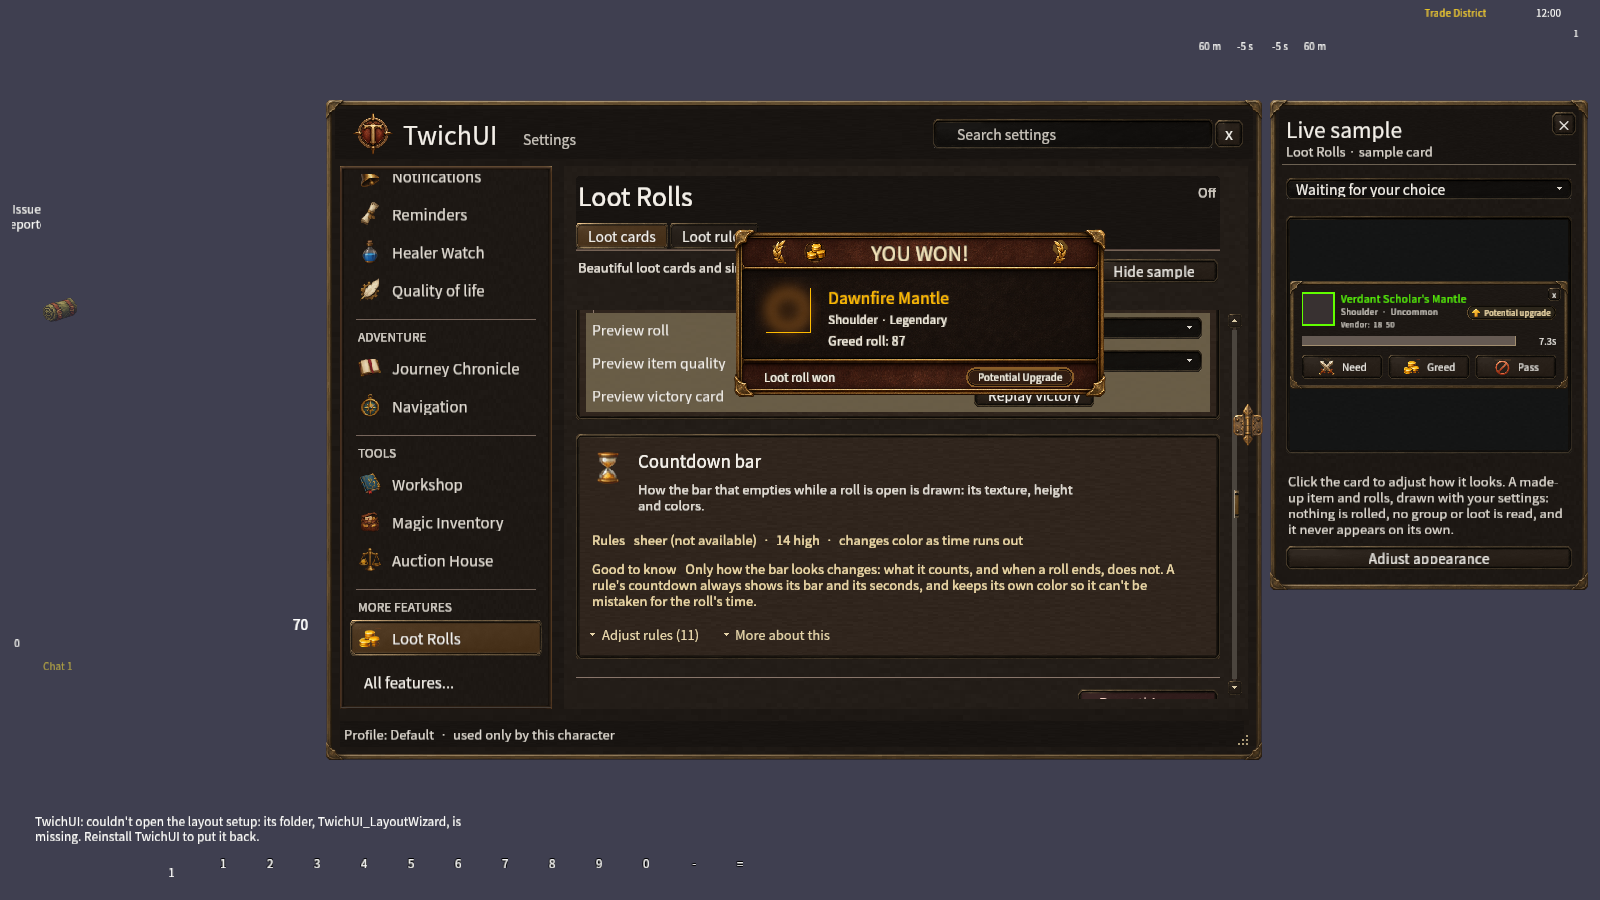 Trade District
12:00
1
60 m -5 s -5 s 60 m
TwichUI Settings
Search settings
x
Notifications
Reminders
Healer Watch
Quality of life
ADVENTURE
Journey Chronicle
Navigation
TOOLS
Workshop
Magic Inventory
Auction House
MORE FEATURES
Loot Rolls
All features...
Loot Rolls
Off
Loot cards
Loot
Beautiful loot cards and
Hide sample
Preview roll
Preview item quality
Preview victory card
Replay victory
YOU WON!
Dawnfire Mantle
Shoulder · Legendary
Greed roll: 87
Loot roll won
Potential Upgrade
Countdown bar
How the bar that empties while a roll is open is drawn: its texture, height
and colors.
Rules sheer (not available) · 14 high · changes color as time runs out
Good to know Only how the bar looks changes: what it counts, and when a roll ends, does not. A
rule's countdown always shows its bar and its seconds, and keeps its own color so it can't be
mistaken for the roll's time.
Adjust rules (11)
More about this
Profile: Default · used only by this character
Live sample
Loot Rolls · sample card
Waiting for your choice
Verdant Scholar's Mantle
x
Shoulder · Uncommon
Potential upgrade
Vendor: 18 50
7.3s
Need
Greed
Pass
Click the card to adjust how it looks. A made-
up item and rolls, drawn with your settings:
nothing is rolled, no group or loot is read, and
it never appears on its own.
Adjust appearance
Issue
eport
70
0
Chat 1
TwichUI: couldn't open the layout setup: its folder, TwichUI_LayoutWizard, is
missing. Reinstall TwichUI to put it back.
1
1 2 3 4 5 6 7 8 9 0 - =